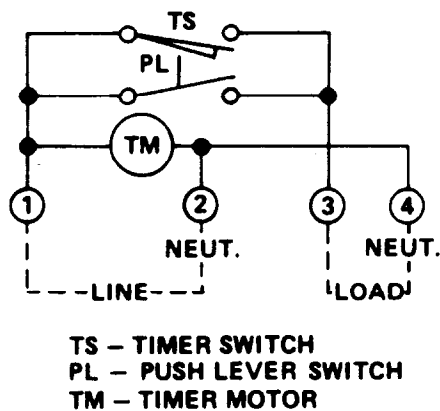 TS
PL
TM
1 2 3 4
NEUT. NEUT.
LINE LOAD
TS – TIMER SWITCH
PL – PUSH LEVER SWITCH
TM – TIMER MOTOR